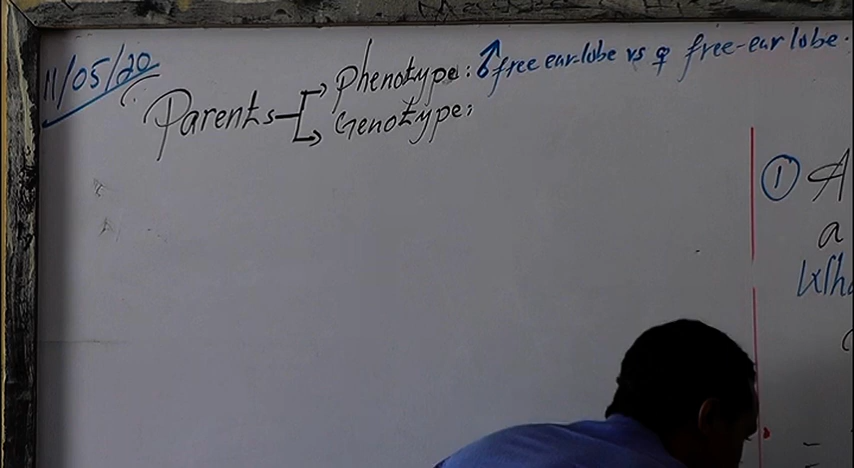 11/05/20
Parents
Phenotype: ♂ free ear-lobe vs ♀ free-ear lobe.
Genotype:
① A
a